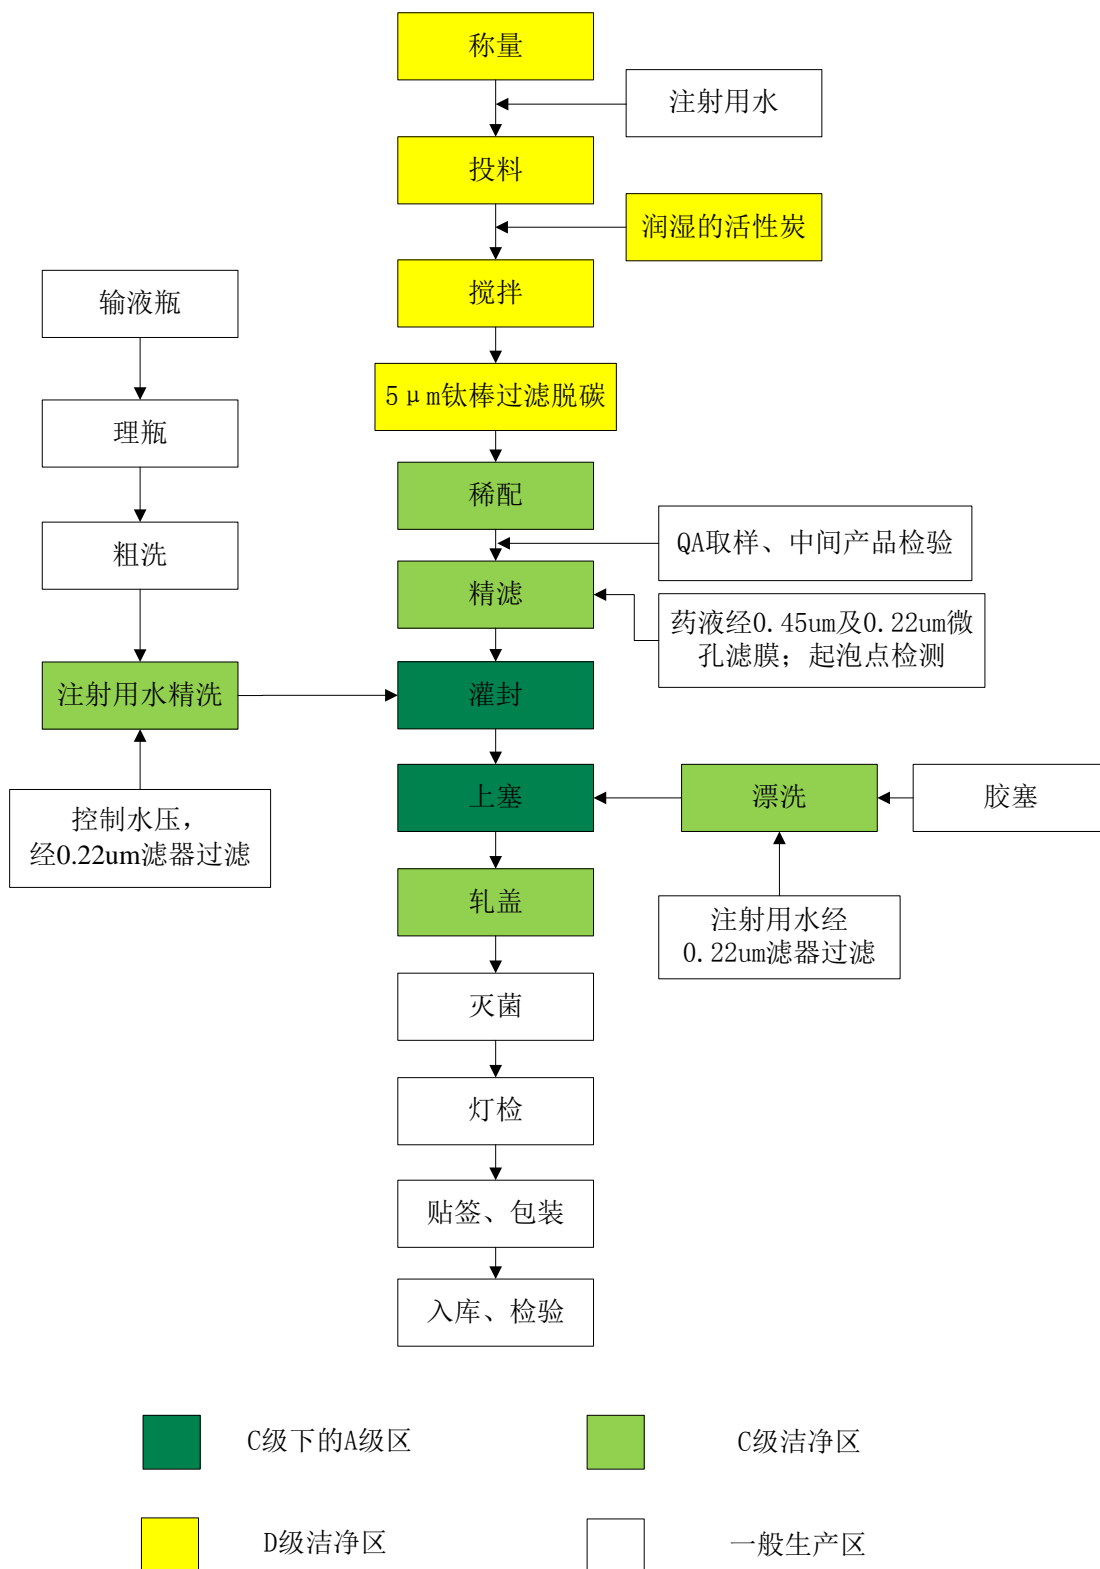 称量
注射用水
投料
润湿的活性炭
搅拌
输液瓶
5μm钛棒过滤脱碳
理瓶
稀配
粗洗
QA取样、中间产品检验
精滤
药液经0.45um及0.22um微
孔滤膜；起泡点检测
注射用水精洗
灌封
上塞
漂洗
胶塞
控制水压，
经0.22um滤器过滤
轧盖
注射用水经
0.22um滤器过滤
灭菌
灯检
贴签、包装
入库、检验
C级下的A级区
C级洁净区
D级洁净区
一般生产区